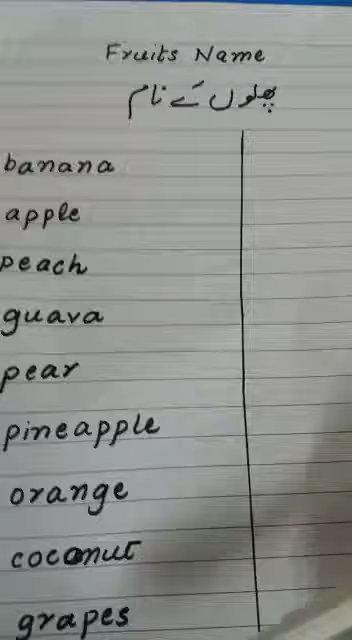 Fruits Name
پھلوں کے نام
banana
apple
peach
guava
pear
pineapple
orange
coconut
grapes